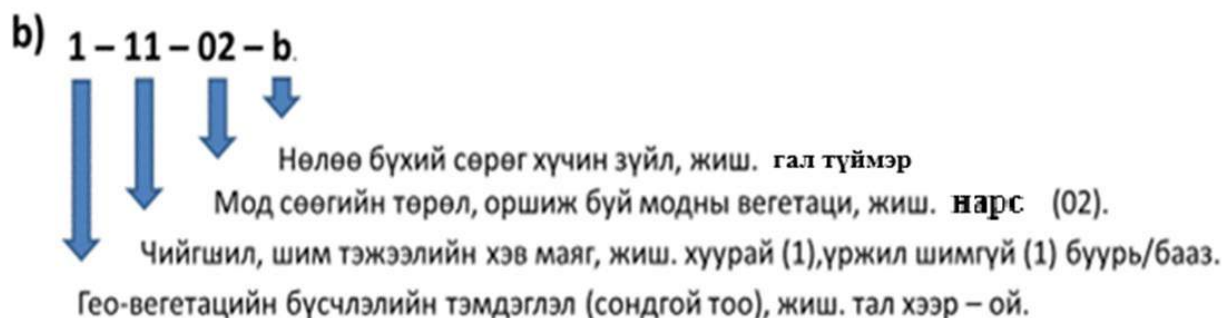 b) 1 – 11 – 02 – b.
Нөлөө бүхий сөрөг хүчин зүйл, жиш. гал түймэр
Мод сөөгийн төрөл, оршиж буй модны вегетаци, жиш. нарс (02).
Чийгшил, шим тэжээлийн хэв маяг, жиш. хуурай (1),үржил шимгүй (1) буурь/бааз.
Гео-вегетацийн бүсчлэлийн тэмдэглэл (сондгой тоо), жиш. тал хээр – ой.